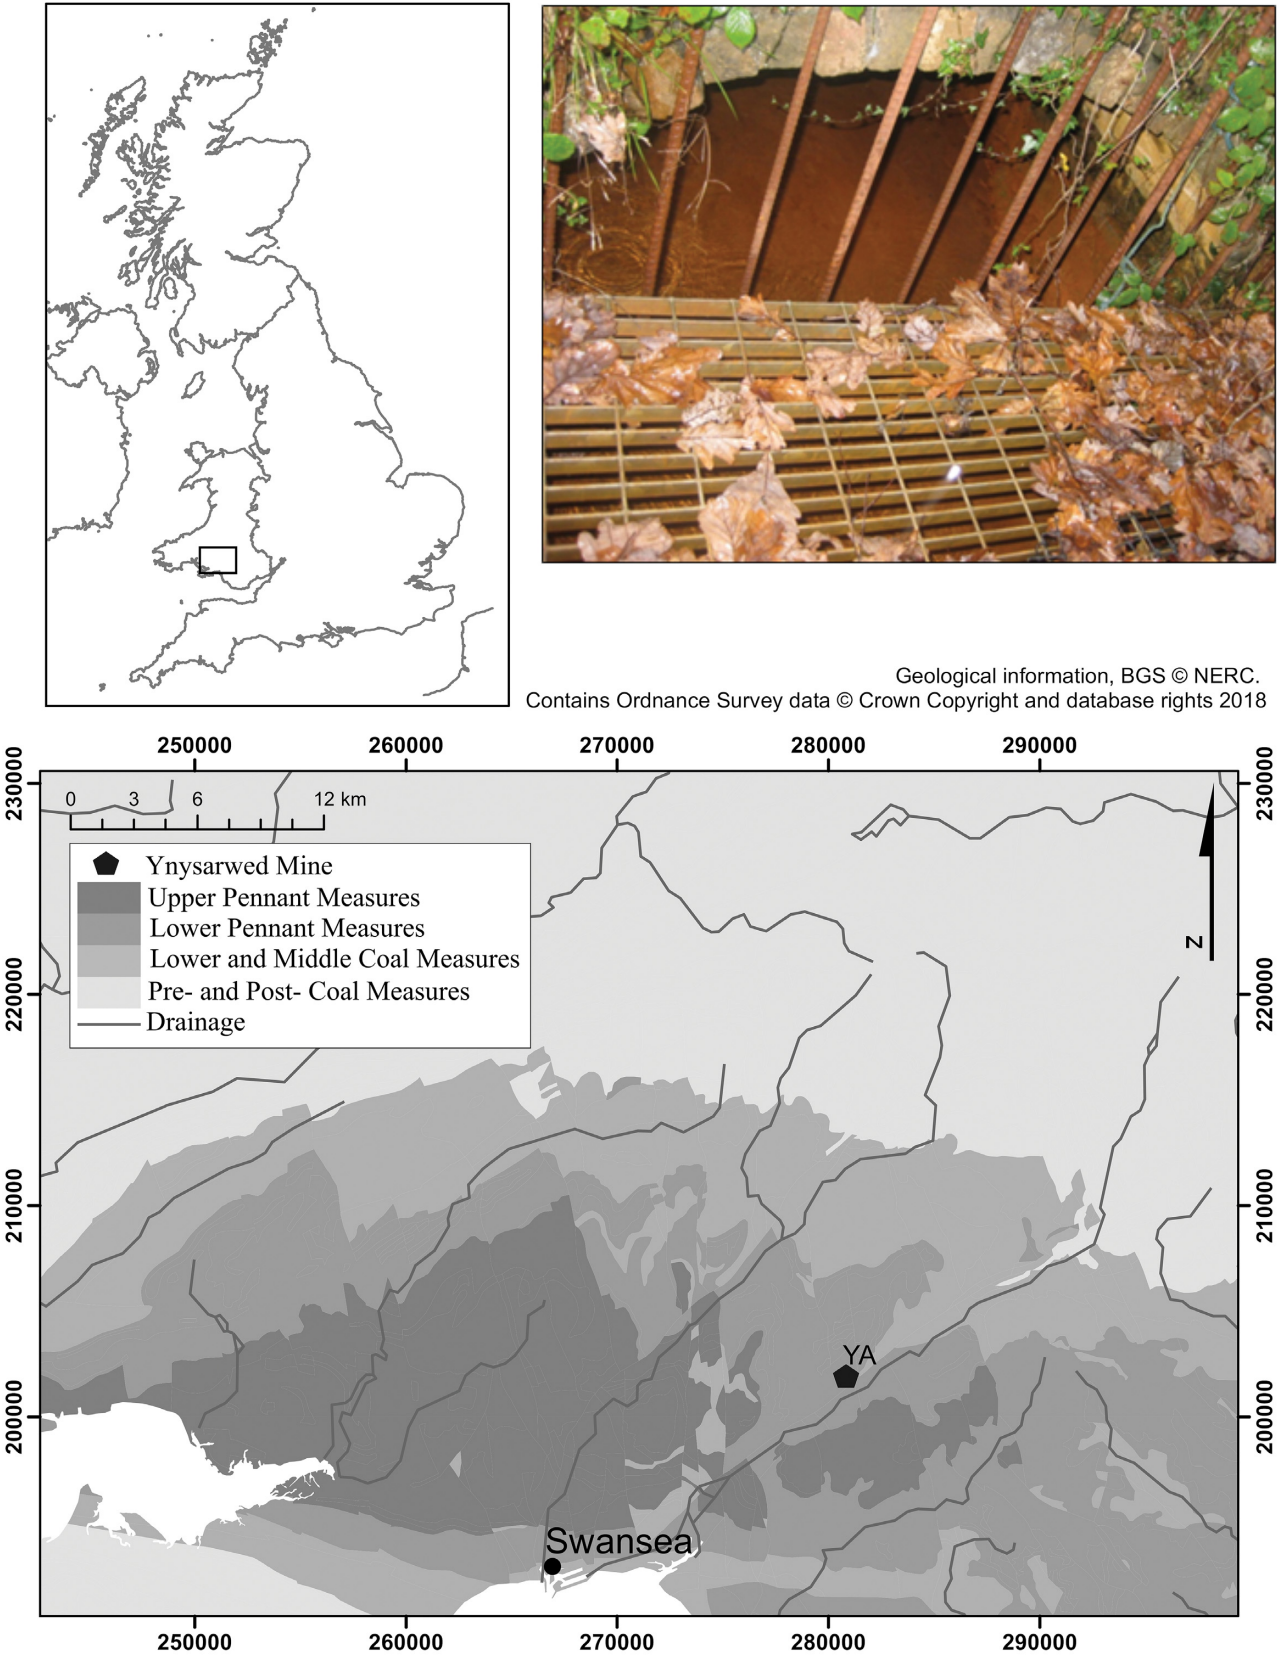 Geological information, BGS © NERC.
Contains Ordnance Survey data © Crown Copyright and database rights 2018
250000 260000 270000 280000 290000
230000 230000
0 3 6 12 km
Ynysarwed Mine
Upper Pennant Measures
Lower Pennant Measures
Lower and Middle Coal Measures
Pre- and Post- Coal Measures
Drainage
N
220000 220000
210000 210000
YA
200000 200000
Swansea
250000 260000 270000 280000 290000